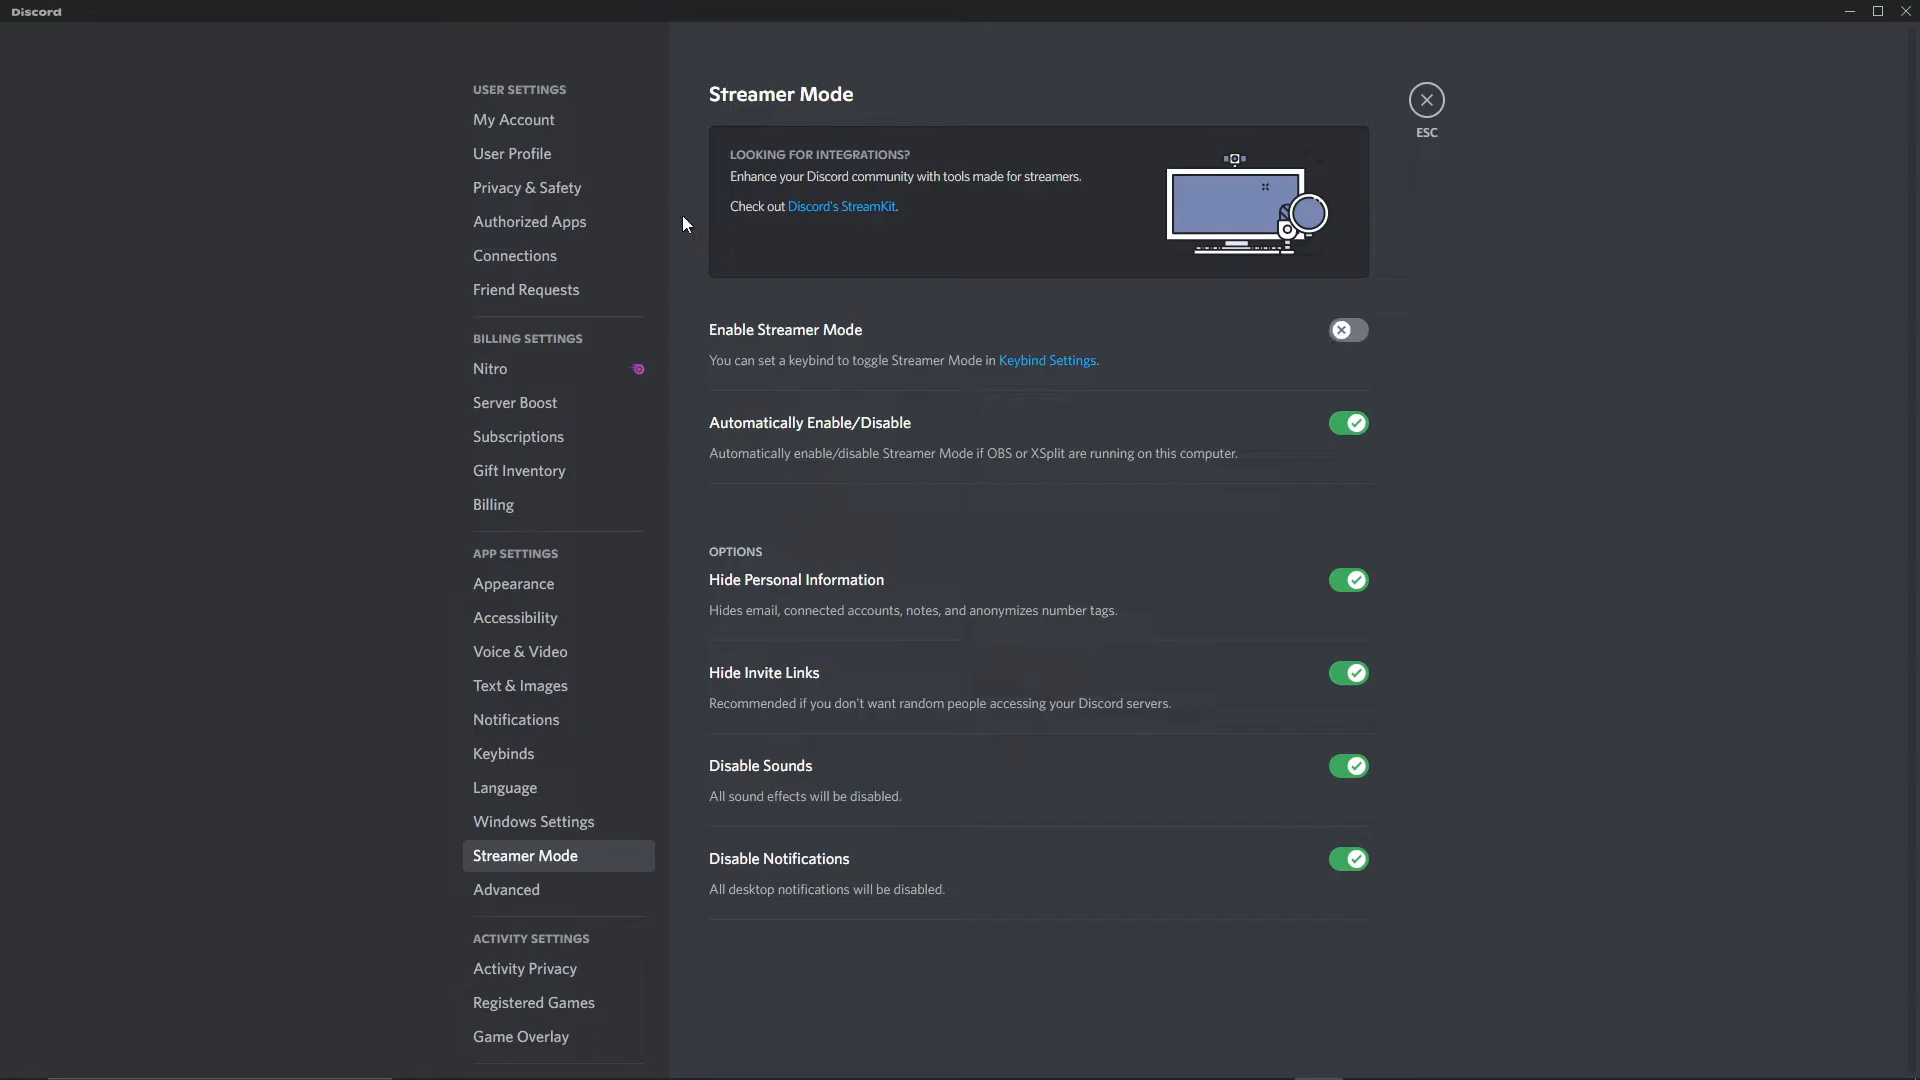 Discord
USER SETTINGS
My Account
User Profile
Privacy & Safety
Authorized Apps
Connections
Friend Requests
BILLING SETTINGS
Nitro
Server Boost
Subscriptions
Gift Inventory
Billing
APP SETTINGS
Appearance
Accessibility
Voice & Video
Text & Images
Notifications
Keybinds
Language
Windows Settings
Streamer Mode
Advanced
ACTIVITY SETTINGS
Activity Privacy
Registered Games
Game Overlay
Streamer Mode
ESC
LOOKING FOR INTEGRATIONS?
Enhance your Discord community with tools made for streamers.
Check out Discord's StreamKit.
Enable Streamer Mode
You can set a keybind to toggle Streamer Mode in Keybind Settings.
Automatically Enable/Disable
Automatically enable/disable Streamer Mode if OBS or XSplit are running on this computer.
OPTIONS
Hide Personal Information
Hides email, connected accounts, notes, and anonymizes number tags.
Hide Invite Links
Recommended if you don't want random people accessing your Discord servers.
Disable Sounds
All sound effects will be disabled.
Disable Notifications
All desktop notifications will be disabled.